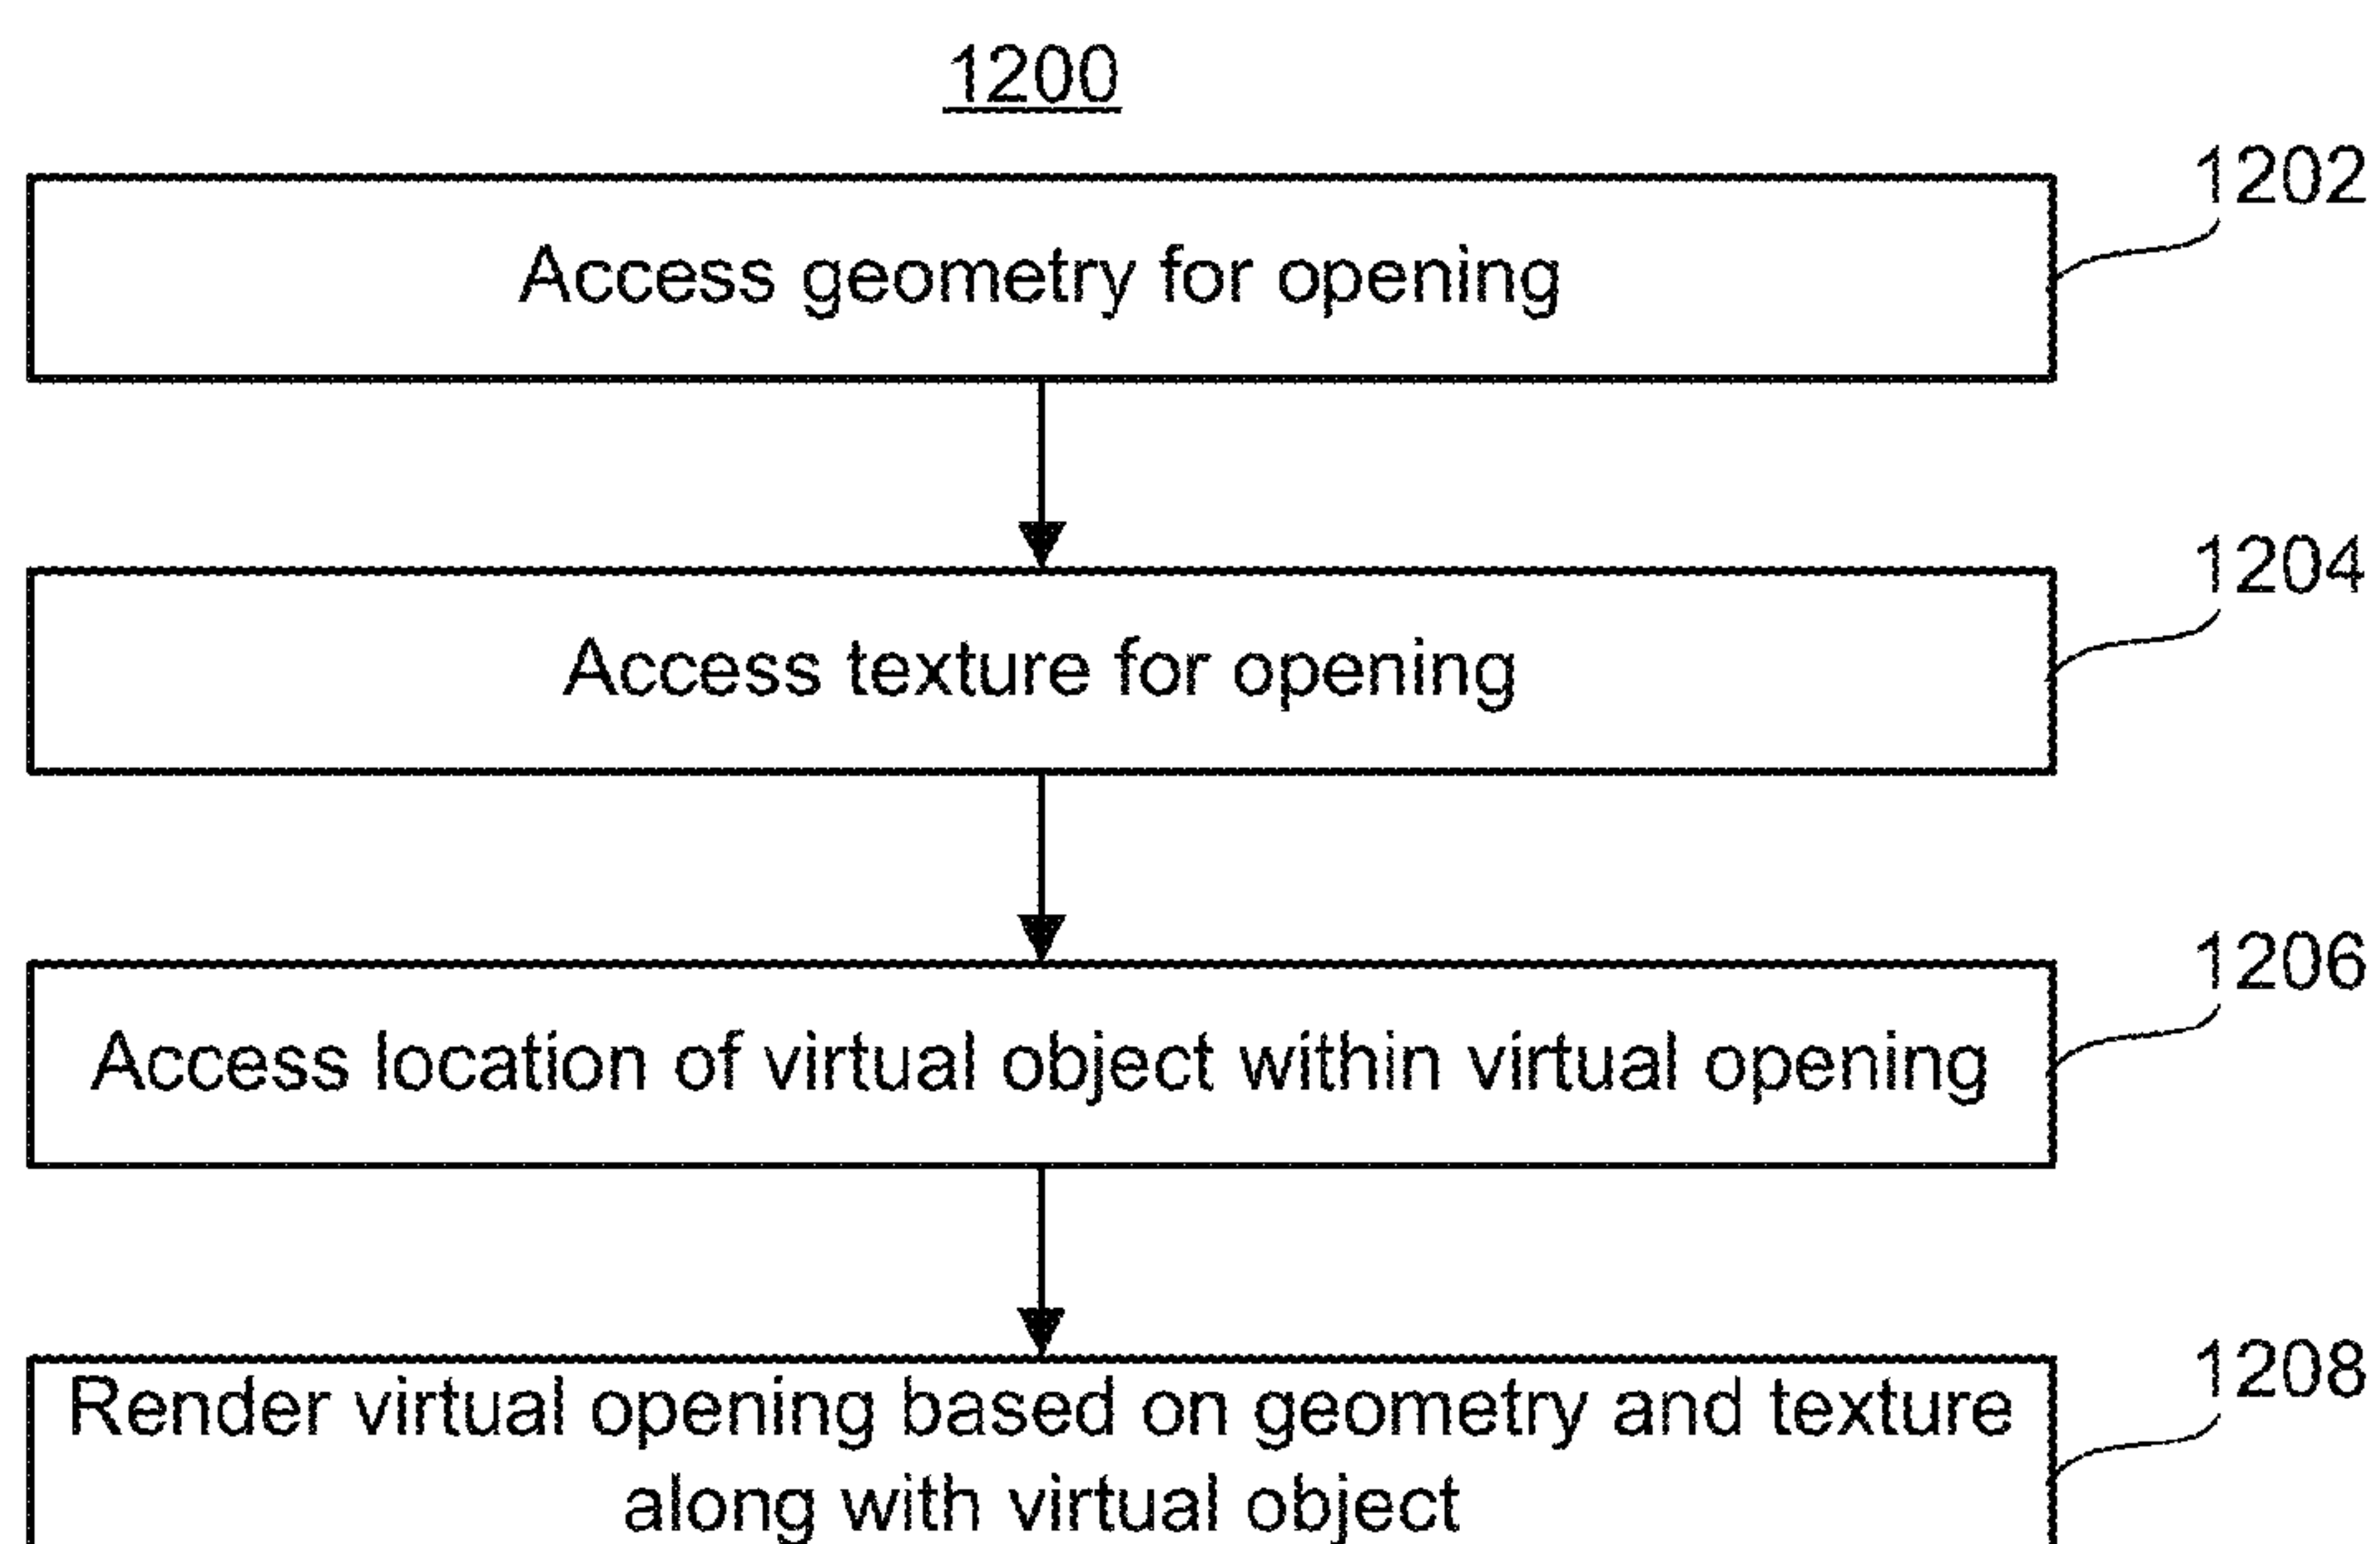 1200
1202
Access geometry for opening
1204
Access texture for opening
1206
Access location of virtual object within virtual opening
1208
Render virtual opening based on geometry and texture
along with virtual object